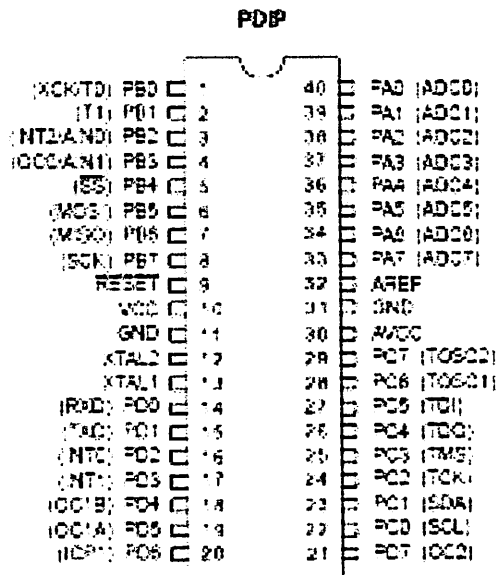 PDIP
(XCK/T0) PB0 1 40 PA0 (ADC0)
(T1) PB1 2 39 PA1 (ADC1)
(INT2/AIN0) PB2 3 38 PA2 (ADC2)
(OC0/AIN1) PB3 4 37 PA3 (ADC3)
(SS) PB4 5 36 PA4 (ADC4)
(MOSI) PB5 6 35 PA5 (ADC5)
(MISO) PB6 7 34 PA6 (ADC6)
(SCK) PB7 8 33 PA7 (ADC7)
RESET 9 32 AREF
VCC 10 31 GND
GND 11 30 AVCC
XTAL2 12 29 PC7 (TOSC2)
XTAL1 13 28 PC6 (TOSC1)
(RXD) PD0 14 27 PC5 (TDI)
(TXD) PD1 15 26 PC4 (TDO)
(INT0) PD2 16 25 PC3 (TMS)
(INT1) PD3 17 24 PC2 (TCK)
(OC1B) PD4 18 23 PC1 (SDA)
(OC1A) PD5 19 22 PC0 (SCL)
(ICP1) PD6 20 21 PD7 (OC2)